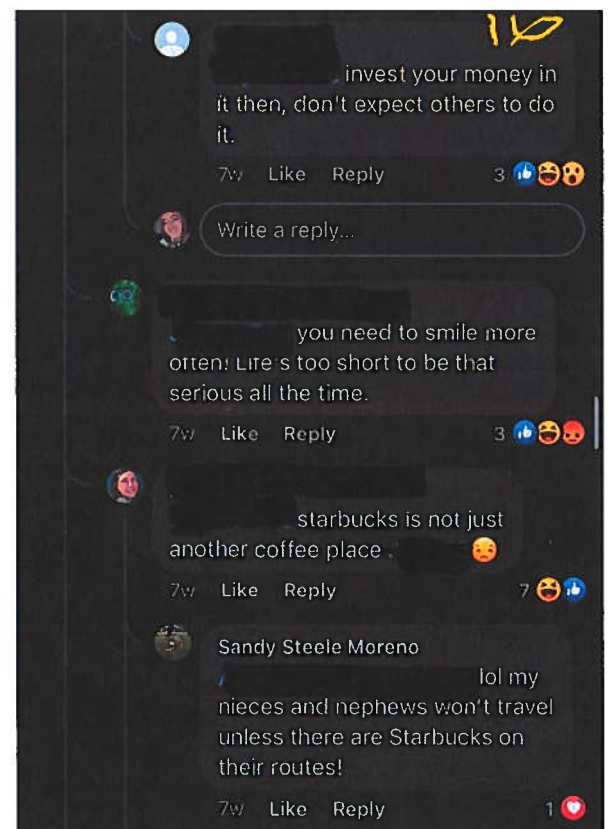 16
invest your money in
it then, don't expect others to do
it.
7w Like Reply 3
Write a reply...
you need to smile more
often! Life's too short to be that
serious all the time.
7w Like Reply 3
starbucks is not just
another coffee place
7w Like Reply 7
Sandy Steele Moreno
lol my
nieces and nephews won't travel
unless there are Starbucks on
their routes!
7w Like Reply 1